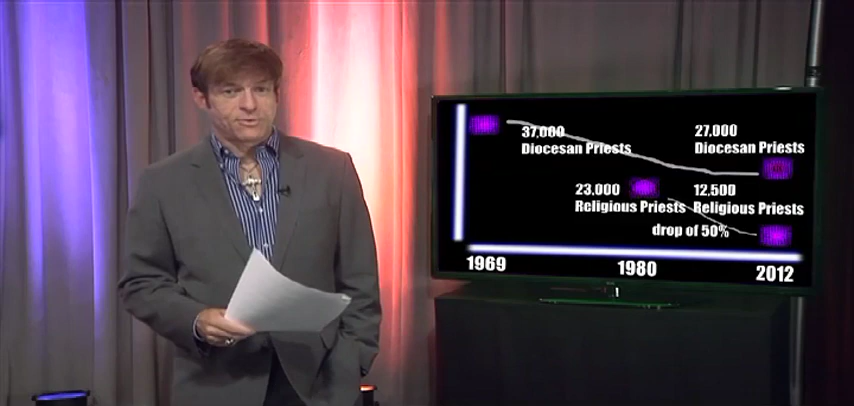 37,000
Diocesan Priests
27,000
Diocesan Priests
23,000
Religious Priests
12,500
Religious Priests
drop of 50%
1969
1980
2012